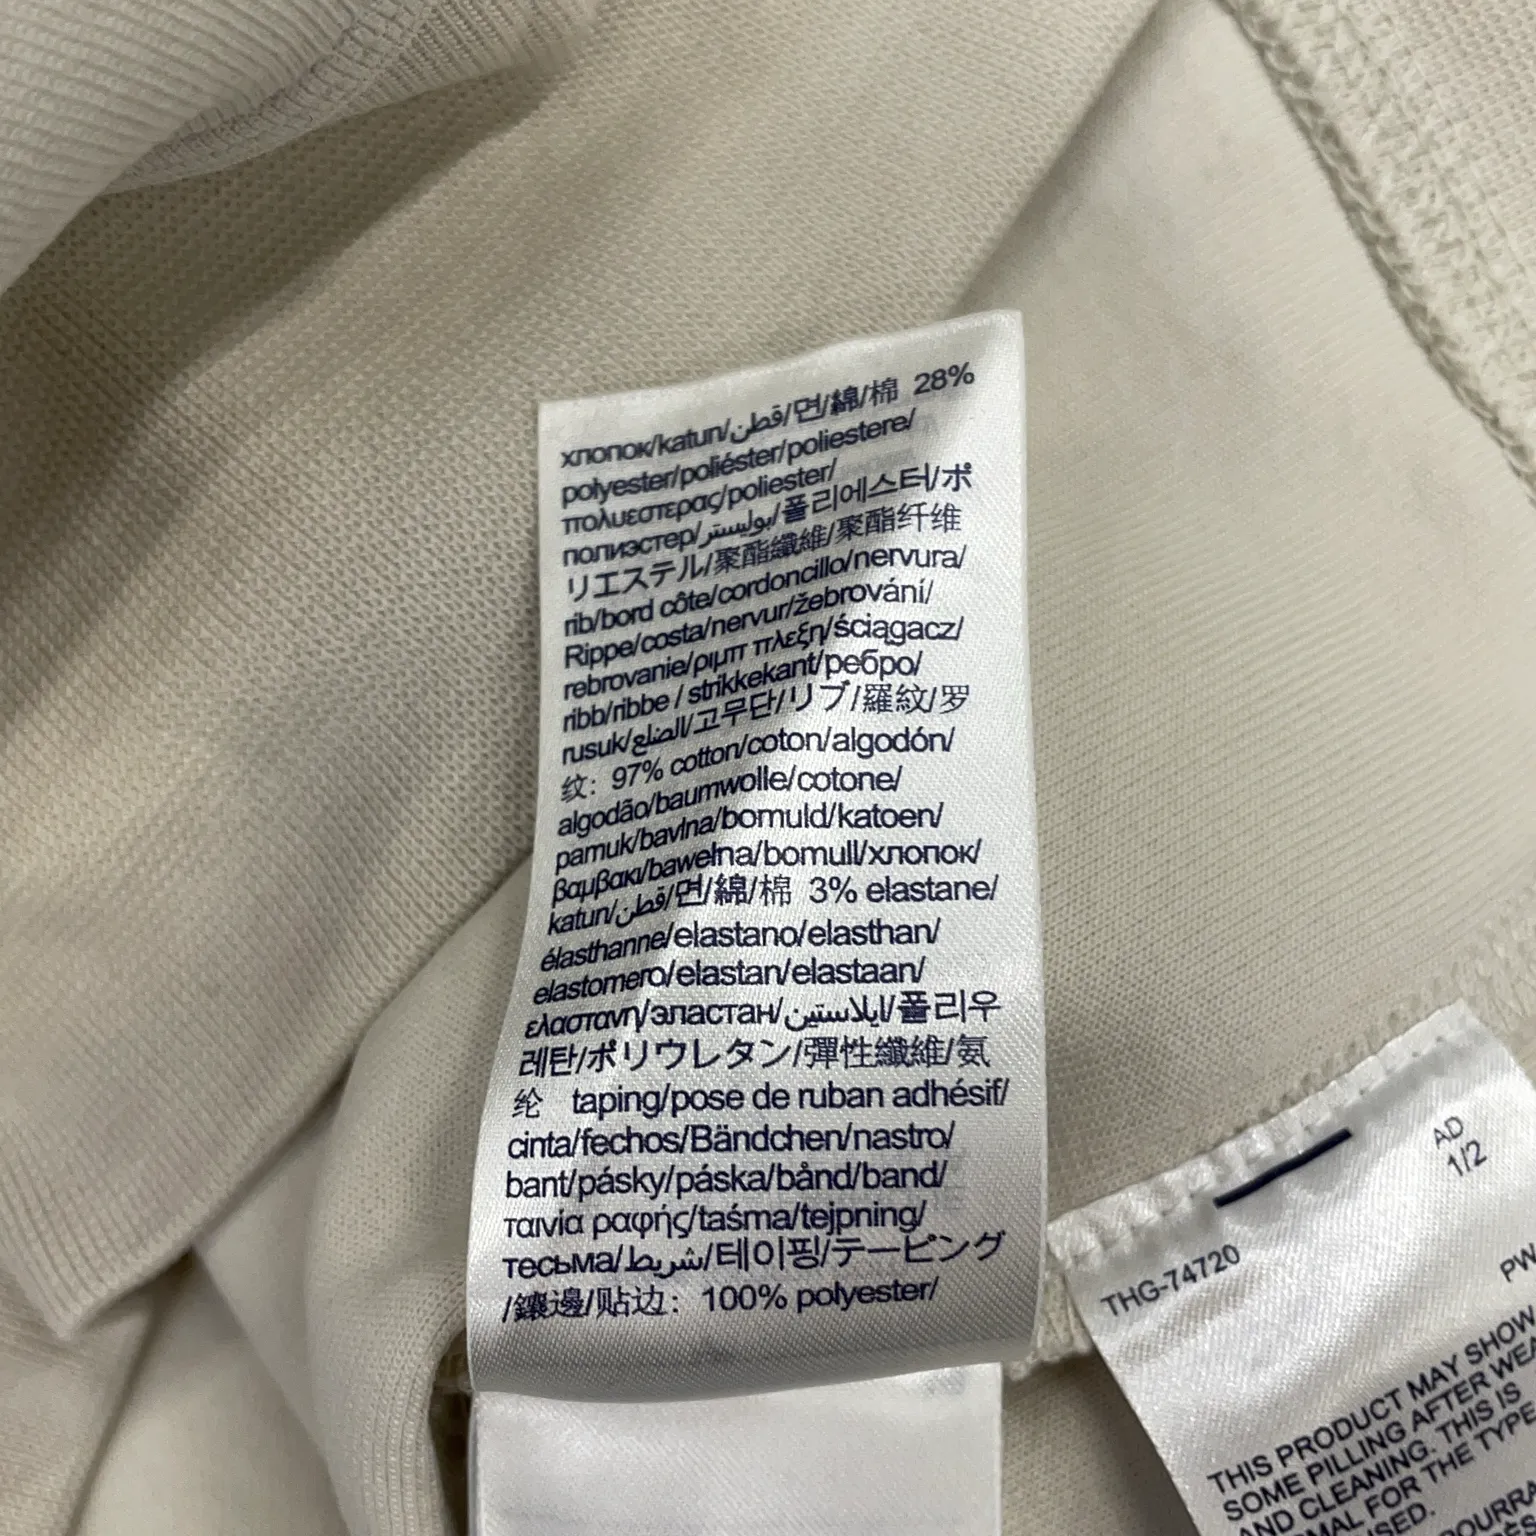 хлопок/katun/قطن/면/綿/棉 28%
polyester/poliéster/poliestere/
πολυεστερας/poliester/
полиэстер/بوليستر/폴리에스터/ポ
リエステル/聚酯纖維/聚酯纤维
rib/bord côte/cordoncillo/nervura/
Rippe/costa/nervur/žebrování/
rebrovanie/ριμπ πλεξη/ściągacz/
ribb/ribbe / strikkekant/ребро/
rusuk/الضلع/고무단/リブ/羅紋/罗
纹: 97% cotton/coton/algodón/
algodão/baumwolle/cotone/
pamuk/bavlna/bomuld/katoen/
βαμβακι/bawełna/bomull/хлопок/
katun/قطن/면/綿/棉 3% elastane/
élasthanne/elastano/elasthan/
elastomero/elastan/elastaan/
ελαστανη/эластан/ايلاستين/폴리우
레탄/ポリウレタン/彈性纖維/氨
纶 taping/pose de ruban adhésif/
cinta/fechos/Bändchen/nastro/
bant/pásky/páska/bånd/band/
ταινία ραφής/taśma/tejpning/
тесьма/شريط/테이핑/テーピング
/鑲邊/贴边: 100% polyester/
AD
1/2
THG-74720
PW
THIS PRODUCT MAY SHOW
SOME PILLING AFTER WEA
AND CLEANING. THIS IS
NAL FOR THE TYPE
SED.
OURRA